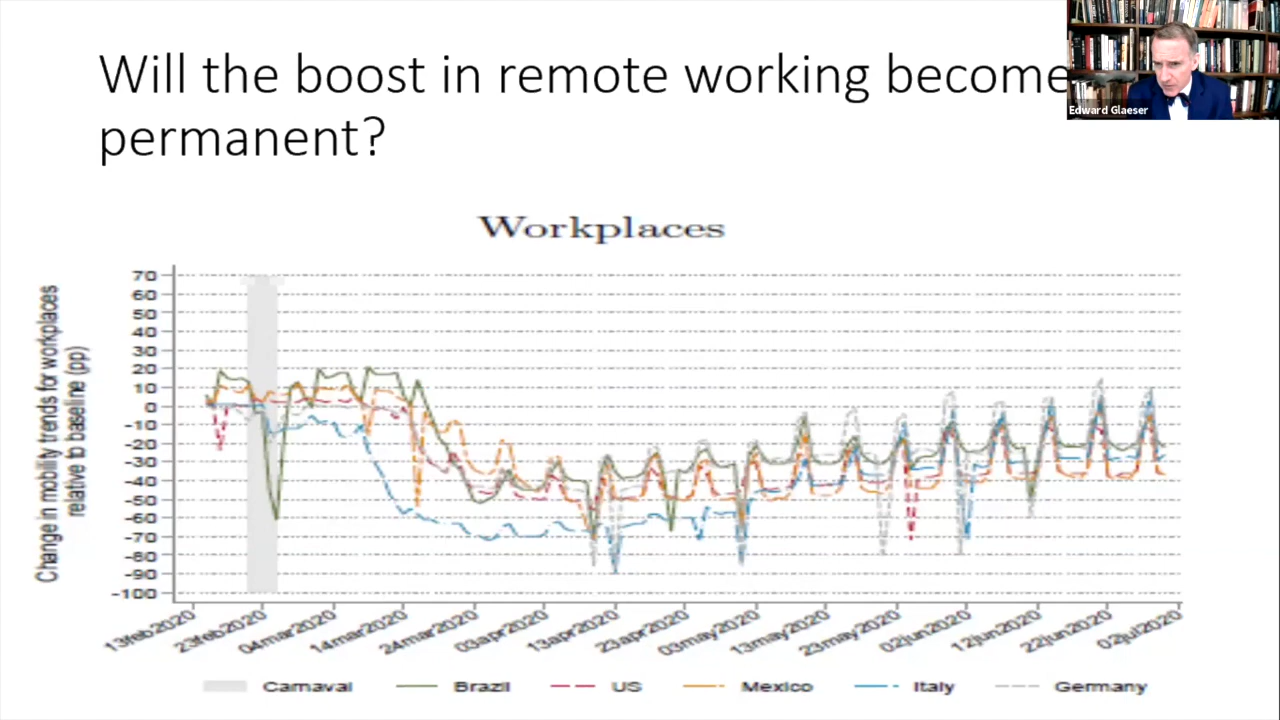 Will the boost in remote working become
permanent?
Edward Glaeser
Workplaces
Change in mobility trends for workplaces
relative to baseline (pp)
70
60
50
40
30
20
10
0
-10
-20
-30
-40
-50
-60
-70
-80
-90
-100
13feb2020
23feb2020
04mar2020
14mar2020
24mar2020
03apr2020
13apr2020
23apr2020
03may2020
13may2020
23may2020
02jun2020
12jun2020
22jun2020
02jul2020
Carnaval Brazil US Mexico Italy Germany